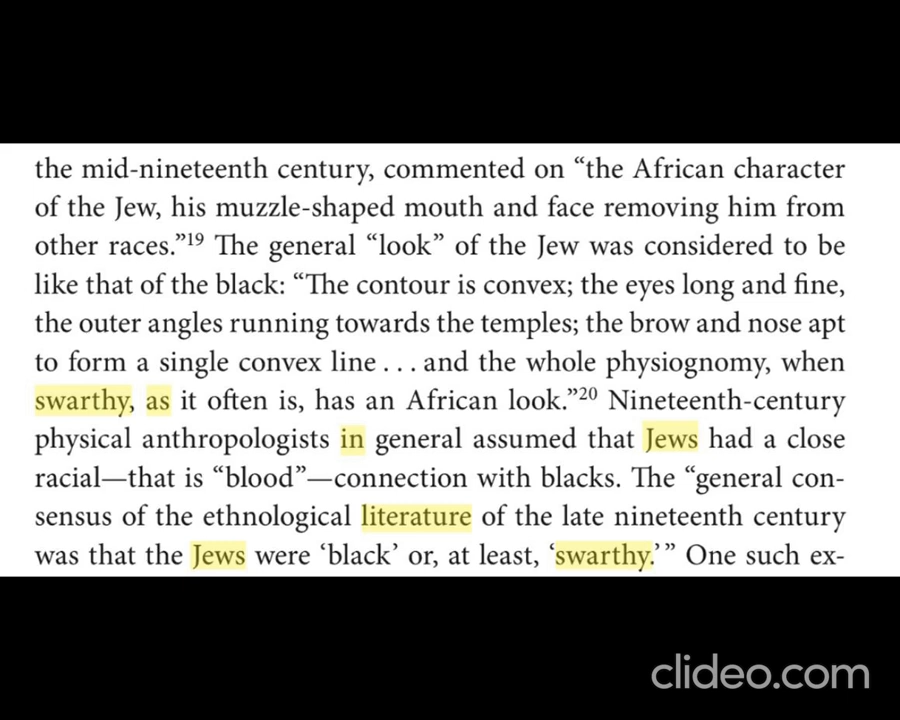 the mid-nineteenth century, commented on “the African character
of the Jew, his muzzle-shaped mouth and face removing him from
other races.”19 The general “look” of the Jew was considered to be
like that of the black: “The contour is convex; the eyes long and fine,
the outer angles running towards the temples; the brow and nose apt
to form a single convex line . . . and the whole physiognomy, when
swarthy, as it often is, has an African look.”20 Nineteenth-century
physical anthropologists in general assumed that Jews had a close
racial—that is “blood”—connection with blacks. The “general con-
sensus of the ethnological literature of the late nineteenth century
was that the Jews were ‘black’ or, at least, ‘swarthy.’” One such ex-
clideo.com